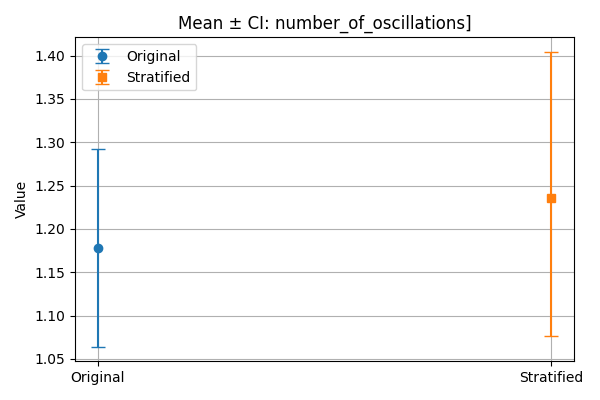 Mean ± CI: number_of_oscillations]
Original
Stratified
Value
1.40
1.35
1.30
1.25
1.20
1.15
1.10
1.05
Original
Stratified